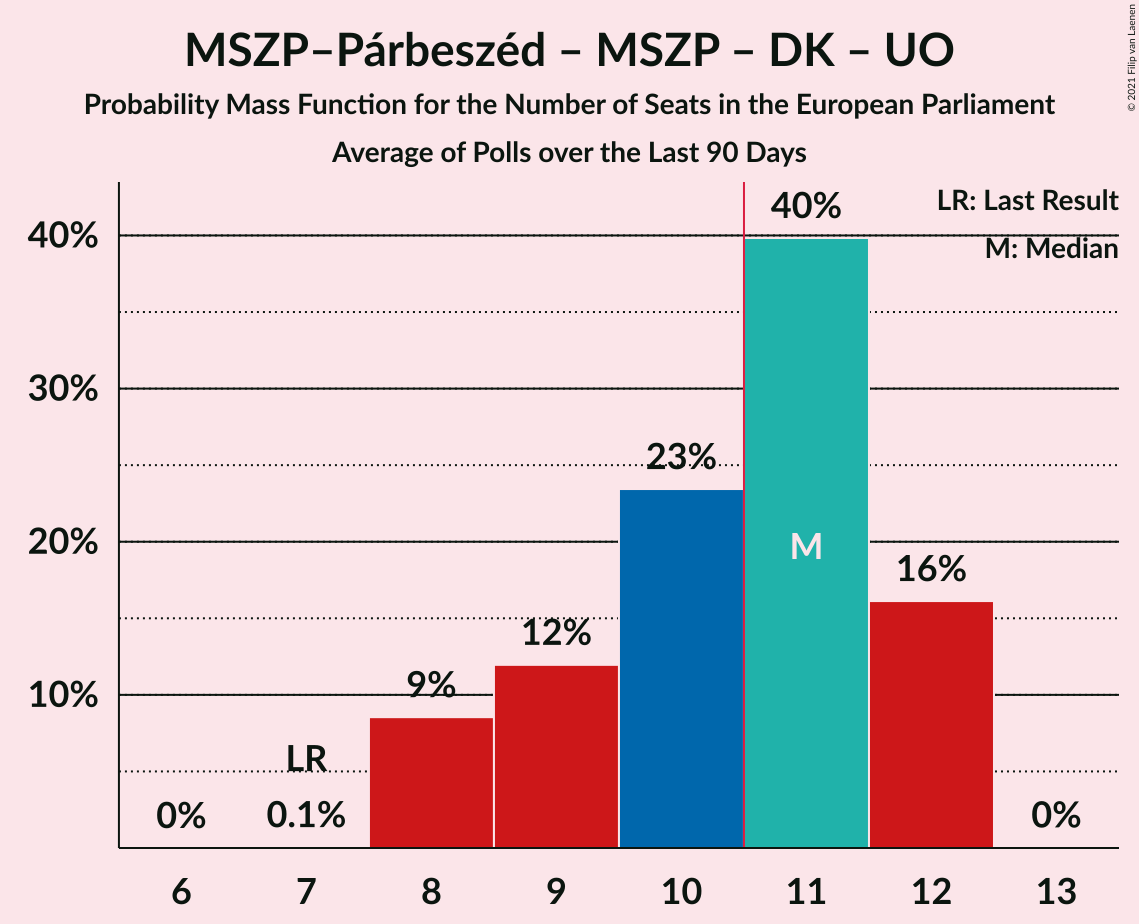 MSZP–Párbeszéd – MSZP – DK – UO
Probability Mass Function for the Number of Seats in the European Parliament
Average of Polls over the Last 90 Days
© 2021 Filip van Laenen
LR: Last Result
M: Median
40%
30%
20%
10%
0%
LR
0.1%
9%
12%
23%
40%
M
16%
0%
6 7 8 9 10 11 12 13